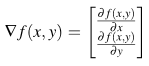 ∇f(x, y) = [ ∂f(x,y)/∂x
∂f(x,y)/∂y ]